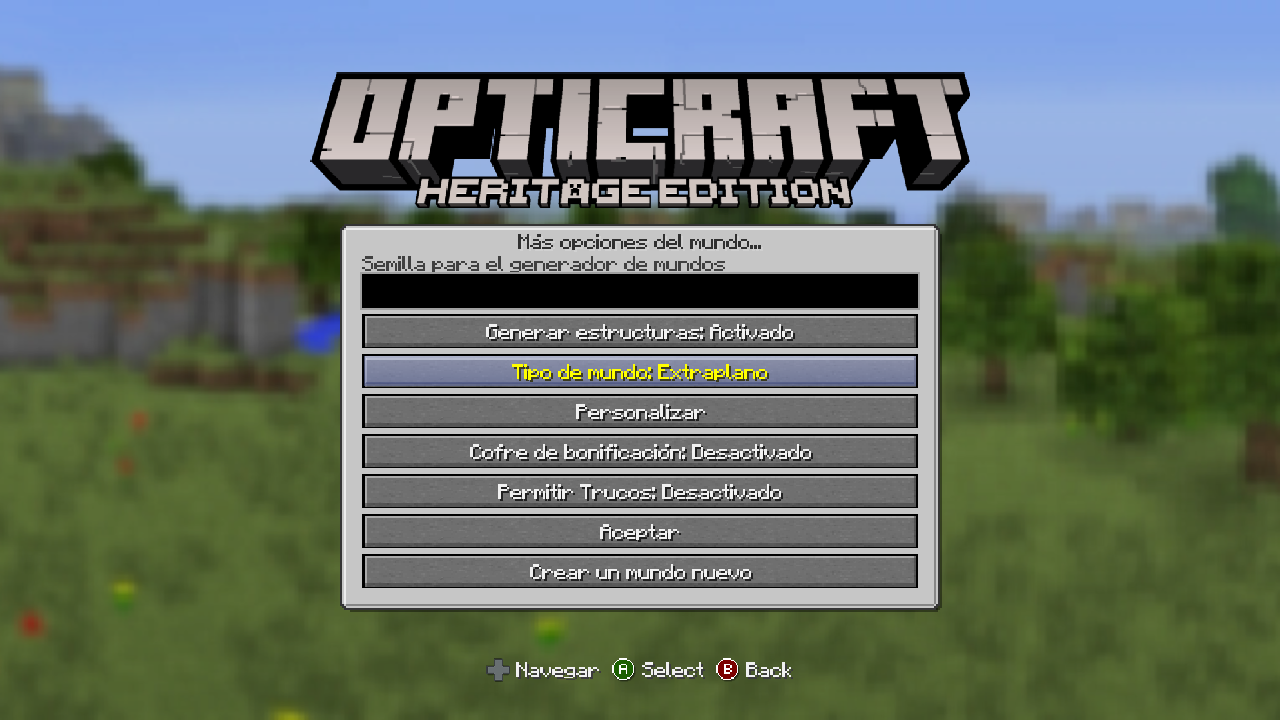 OPTICRAFT
HERITAGE EDITION
Más opciones del mundo...
Semilla para el generador de mundos
Generar estructuras: Activado
Tipo de mundo: Extraplano
Personalizar
Cofre de bonificación: Desactivado
Permitir Trucos: Desactivado
Aceptar
Crear un mundo nuevo
Navegar A Select B Back